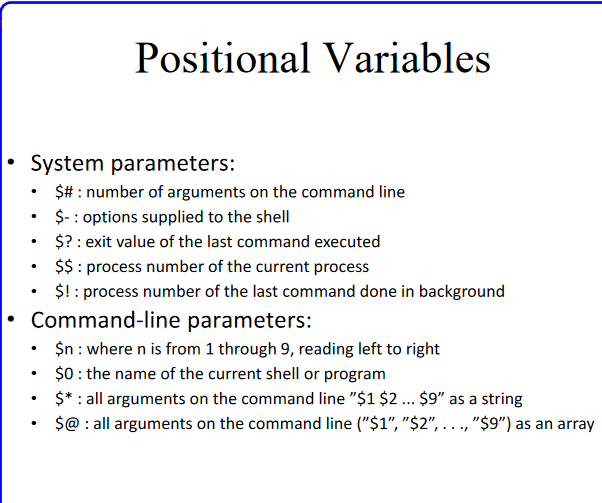 Positional Variables
• System parameters:
• $# : number of arguments on the command line
• $- : options supplied to the shell
• $? : exit value of the last command executed
• $$ : process number of the current process
• $! : process number of the last command done in background
• Command-line parameters:
• $n : where n is from 1 through 9, reading left to right
• $0 : the name of the current shell or program
• $* : all arguments on the command line ”$1 $2 ... $9” as a string
• $@ : all arguments on the command line (”$1”, ”$2”, . . ., ”$9”) as an array